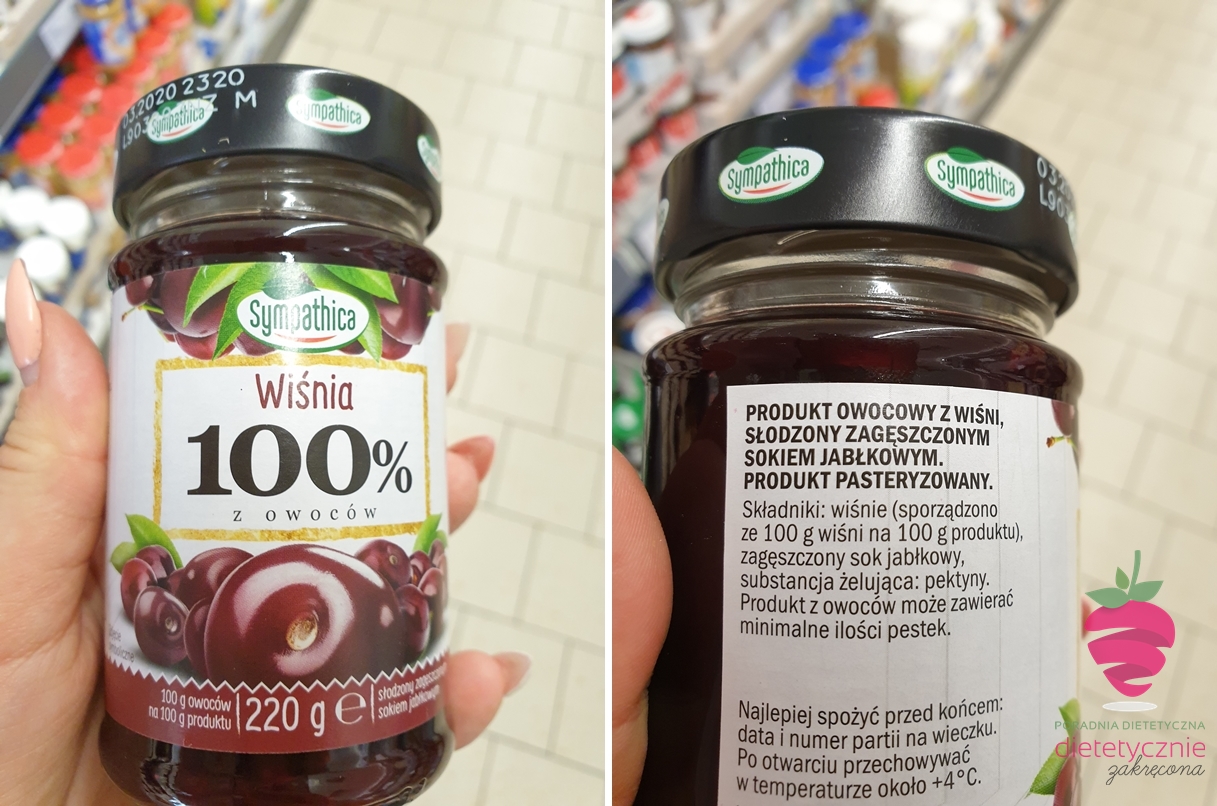 03.2020 2320
Sympathica
Sympathica
Sympathica
Wiśnia
100%
z owoców
100 g owoców
na 100 g produktu
220 g ℮
słodzony zagęszczonym
sokiem jabłkowym
Sympathica
Sympathica
PRODUKT OWOCOWY Z WIŚNI,
SŁODZONY ZAGĘSZCZONYM
SOKIEM JABŁKOWYM.
PRODUKT PASTERYZOWANY.
Składniki: wiśnie (sporządzono
ze 100 g wiśni na 100 g produktu),
zagęszczony sok jabłkowy,
substancja żelująca: pektyny.
Produkt z owoców może zawierać
minimalne ilości pestek.
Najlepiej spożyć przed końcem:
data i numer partii na wieczku.
Po otwarciu przechowywać
w temperaturze około +4°C.
PORADNIA DIETETYCZNA
dietetycznie
zakręcona